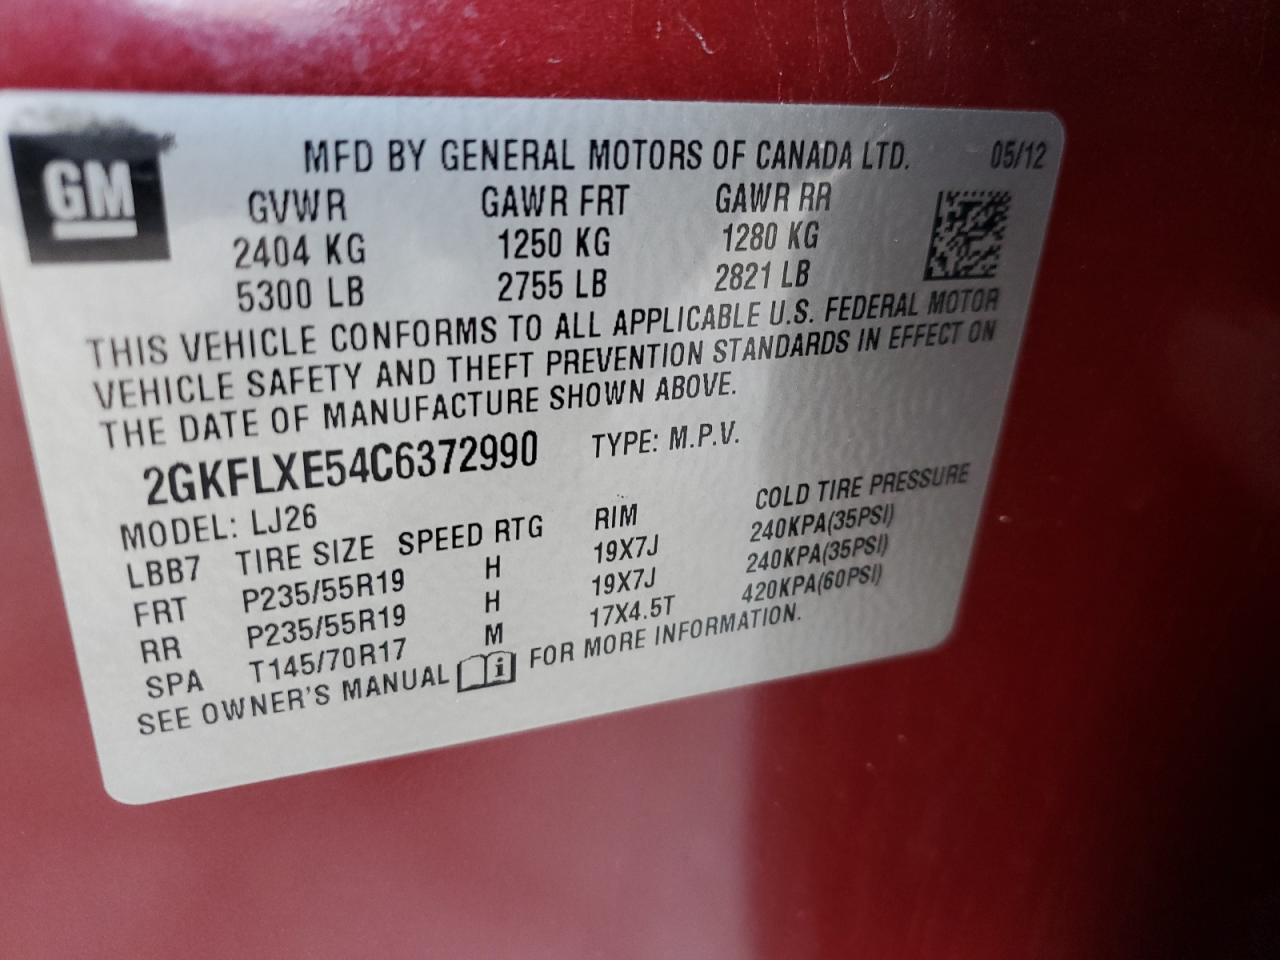 GM
MFD BY GENERAL MOTORS OF CANADA LTD. 05/12
GVWR GAWR FRT GAWR RR
2404 KG 1250 KG 1280 KG
5300 LB 2755 LB 2821 LB
THIS VEHICLE CONFORMS TO ALL APPLICABLE U.S. FEDERAL MOTOR
VEHICLE SAFETY AND THEFT PREVENTION STANDARDS IN EFFECT ON
THE DATE OF MANUFACTURE SHOWN ABOVE.
2GKFLXE54C6372990 TYPE: M.P.V.
MODEL: LJ26
LBB7 TIRE SIZE SPEED RTG RIM COLD TIRE PRESSURE
FRT P235/55R19 H 19X7J 240KPA(35PSI)
RR P235/55R19 H 19X7J 240KPA(35PSI)
SPA T145/70R17 M 17X4.5T 420KPA(60PSI)
SEE OWNER'S MANUAL i FOR MORE INFORMATION.